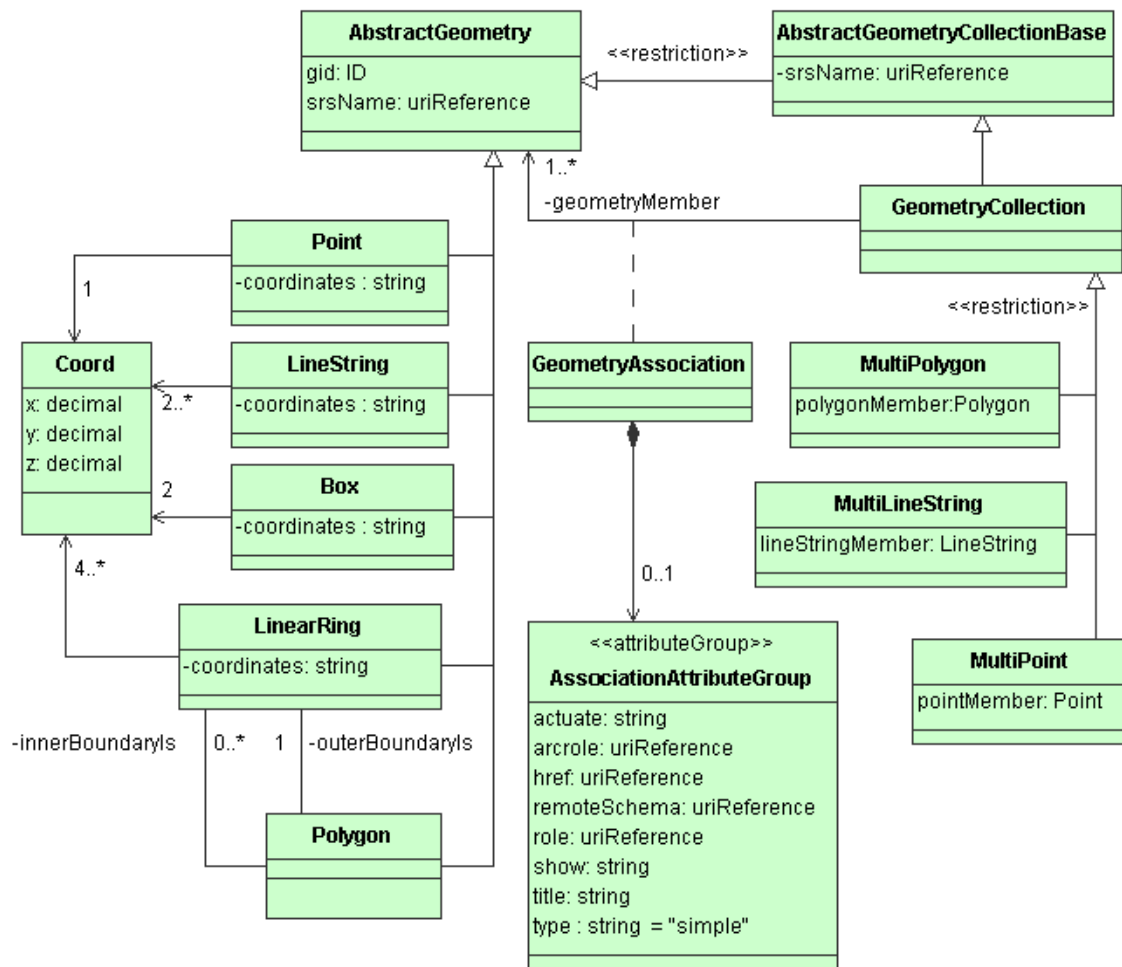 AbstractGeometry
gid: ID
srsName: uriReference
<<restriction>>
AbstractGeometryCollectionBase
-srsName: uriReference
1..*
-geometryMember
GeometryCollection
Point
-coordinates : string
1
<<restriction>>
Coord
x: decimal
y: decimal
z: decimal
LineString
-coordinates : string
2..*
GeometryAssociation
MultiPolygon
polygonMember:Polygon
Box
-coordinates : string
2
MultiLineString
lineStringMember: LineString
4..*
0..1
LinearRing
-coordinates: string
<<attributeGroup>>
AssociationAttributeGroup
actuate: string
arcrole: uriReference
href: uriReference
remoteSchema: uriReference
role: uriReference
show: string
title: string
type : string = "simple"
MultiPoint
pointMember: Point
-innerBoundaryIs
0..*
1
-outerBoundaryIs
Polygon